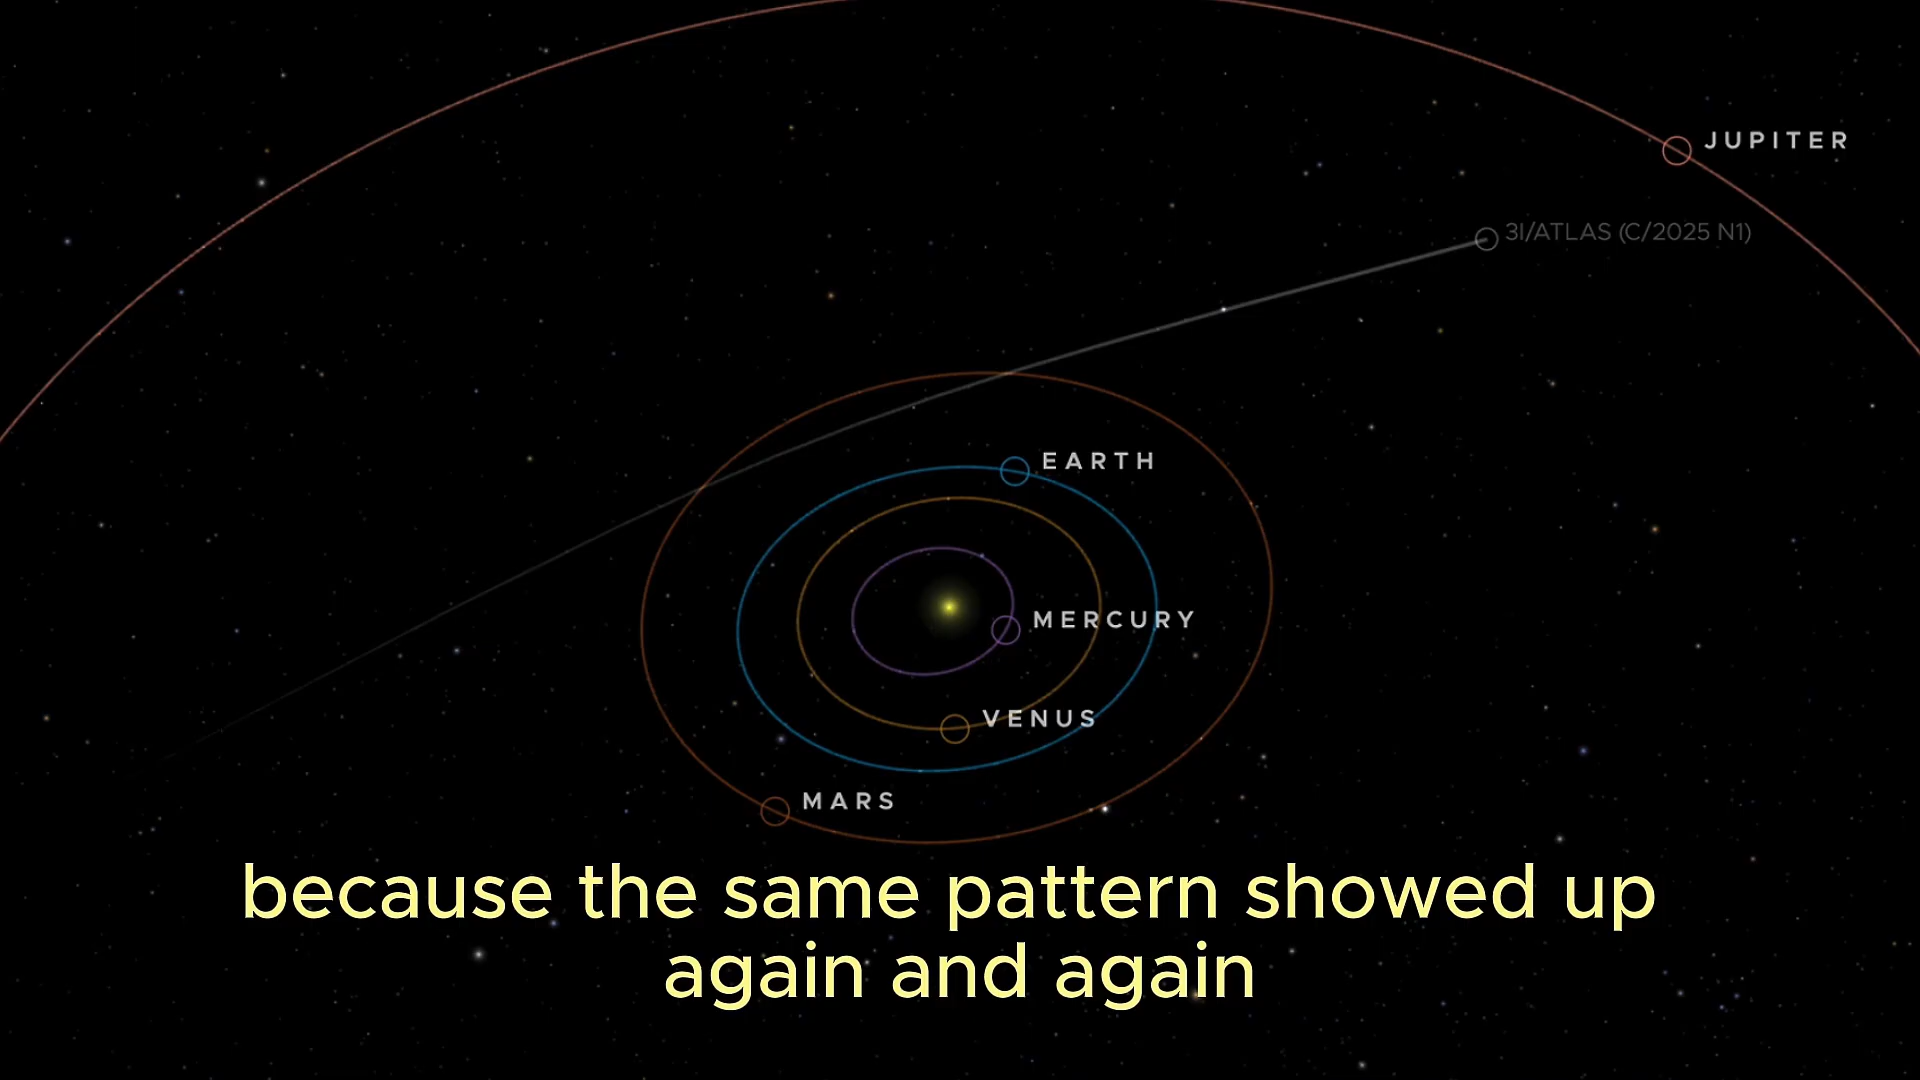 JUPITER
3I/ATLAS (C/2025 N1)
EARTH
MERCURY
VENUS
MARS
because the same pattern showed up
again and again